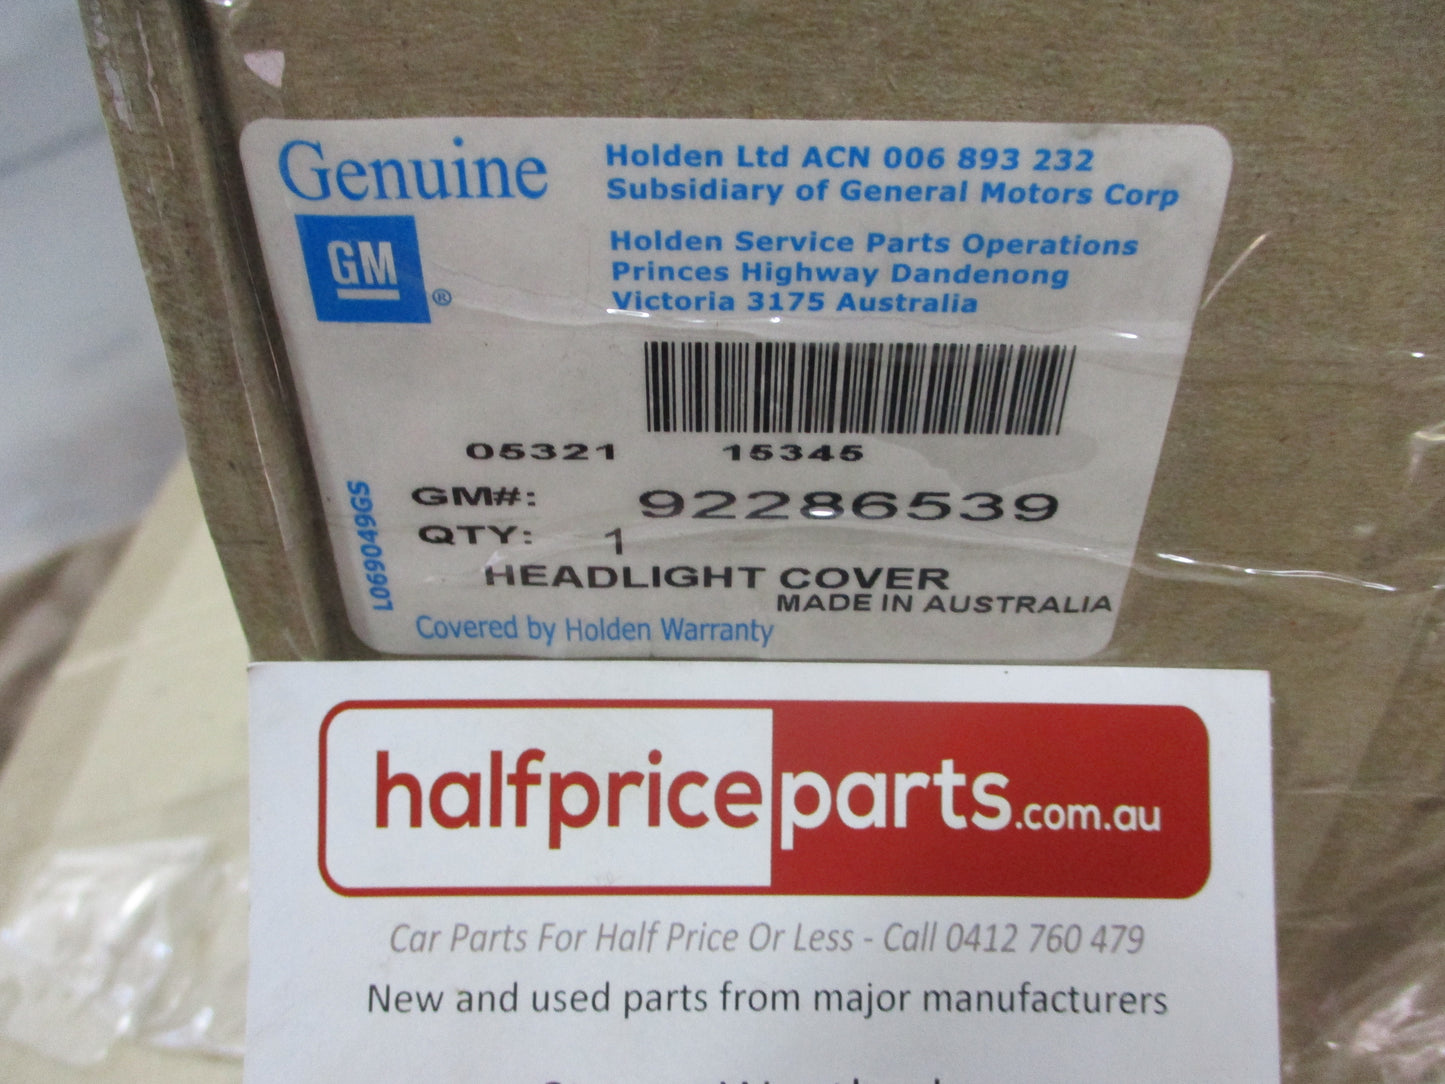 Genuine
GM ®
Holden Ltd ACN 006 893 232
Subsidiary of General Motors Corp
Holden Service Parts Operations
Princes Highway Dandenong
Victoria 3175 Australia
05321 15345
GM#: 92286539
QTY: 1
HEADLIGHT COVER
MADE IN AUSTRALIA
L069049GS
Covered by Holden Warranty
halfpriceparts.com.au
Car Parts For Half Price Or Less - Call 0412 760 479
New and used parts from major manufacturers